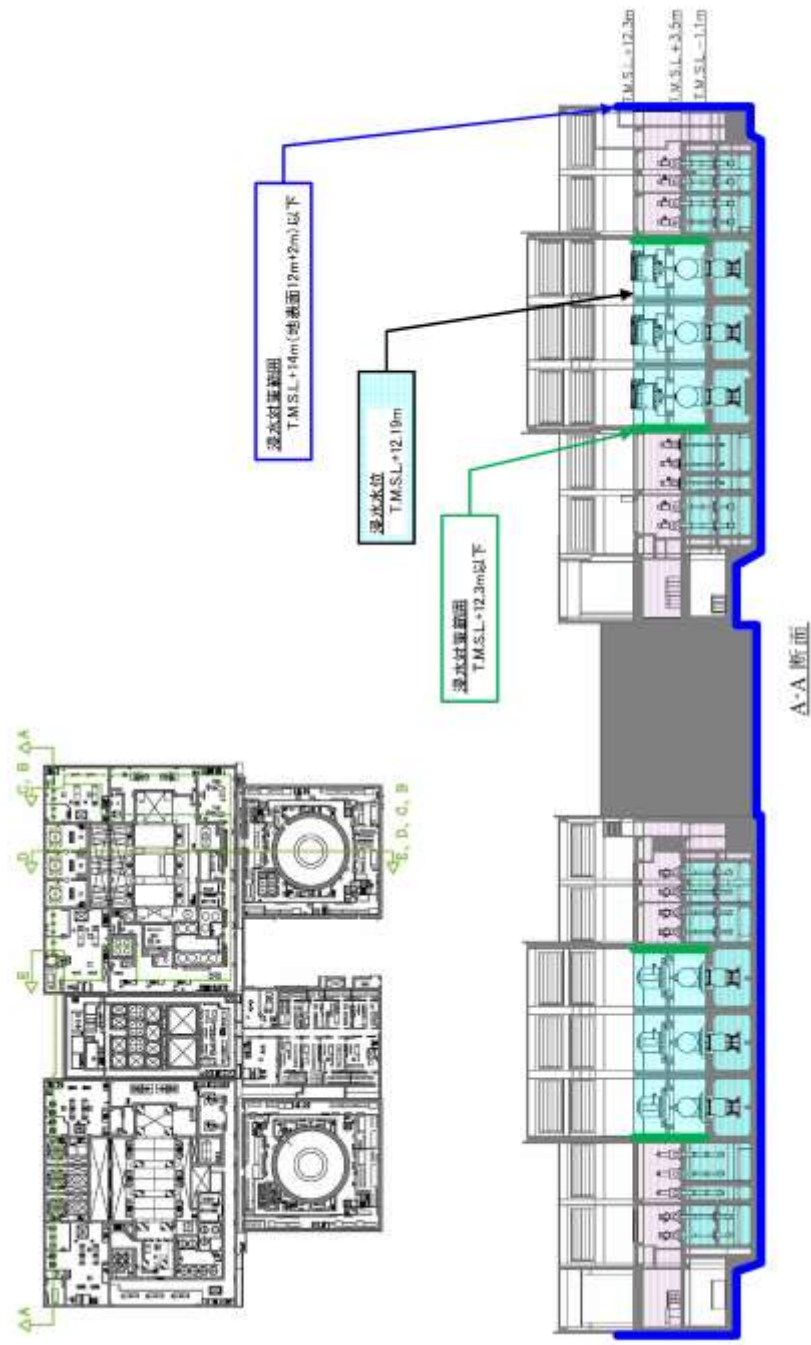 浸水対策範囲
T.M.S.L.+14m(地表面12m+2m)以下
浸水水位
T.M.S.L.+12.19m
浸水対策範囲
T.M.S.L.+12.3m以下
T.M.S.L.+12.3m
T.M.S.L.+3.5m
T.M.S.L.-1.1m
A
E
D
C, B
A
E, D, C, B
A-A 断面